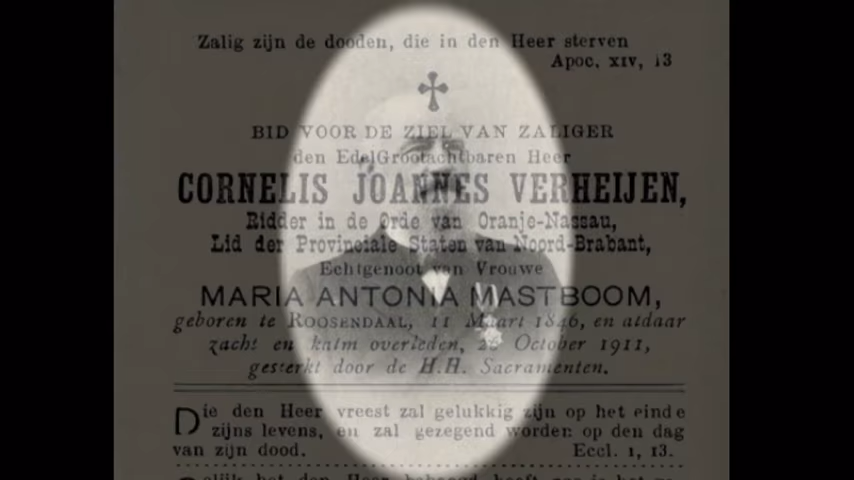 Zalig zijn de dooden, die in den Heer sterven
Apoc. XIV, 13
BID VOOR DE ZIEL VAN ZALIGER
den EdelGrootachtbaren Heer
CORNELIS JOANNES VERHEIJEN,
Ridder in de Orde van Oranje-Nassau,
Lid der Provinciale Staten van Noord-Brabant,
Echtgenoot van Vrouwe
MARIA ANTONIA MASTBOOM,
geboren te ROOSENDAAL, 11 Maart 1846, en aldaar
zacht en kalm overleden, October 1911,
gesterkt door de H.H. Sacramenten.
Die den Heer vreest zal gelukkig zijn op het einde
zijns levens, en zal gezegend worden op den dag
van zijn dood. Eccl. 1, 13.